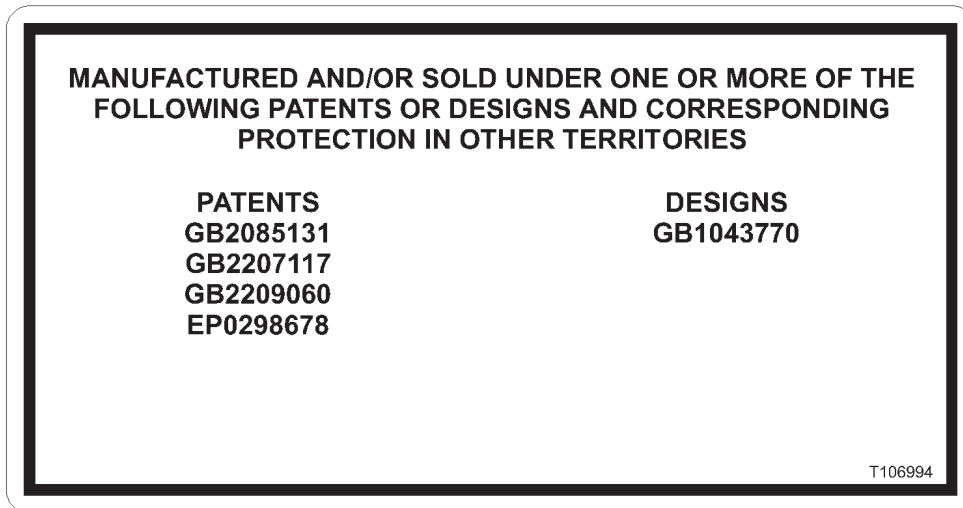 MANUFACTURED AND/OR SOLD UNDER ONE OR MORE OF THE
FOLLOWING PATENTS OR DESIGNS AND CORRESPONDING
PROTECTION IN OTHER TERRITORIES
PATENTS
GB2085131
GB2207117
GB2209060
EP0298678
DESIGNS
GB1043770
T106994